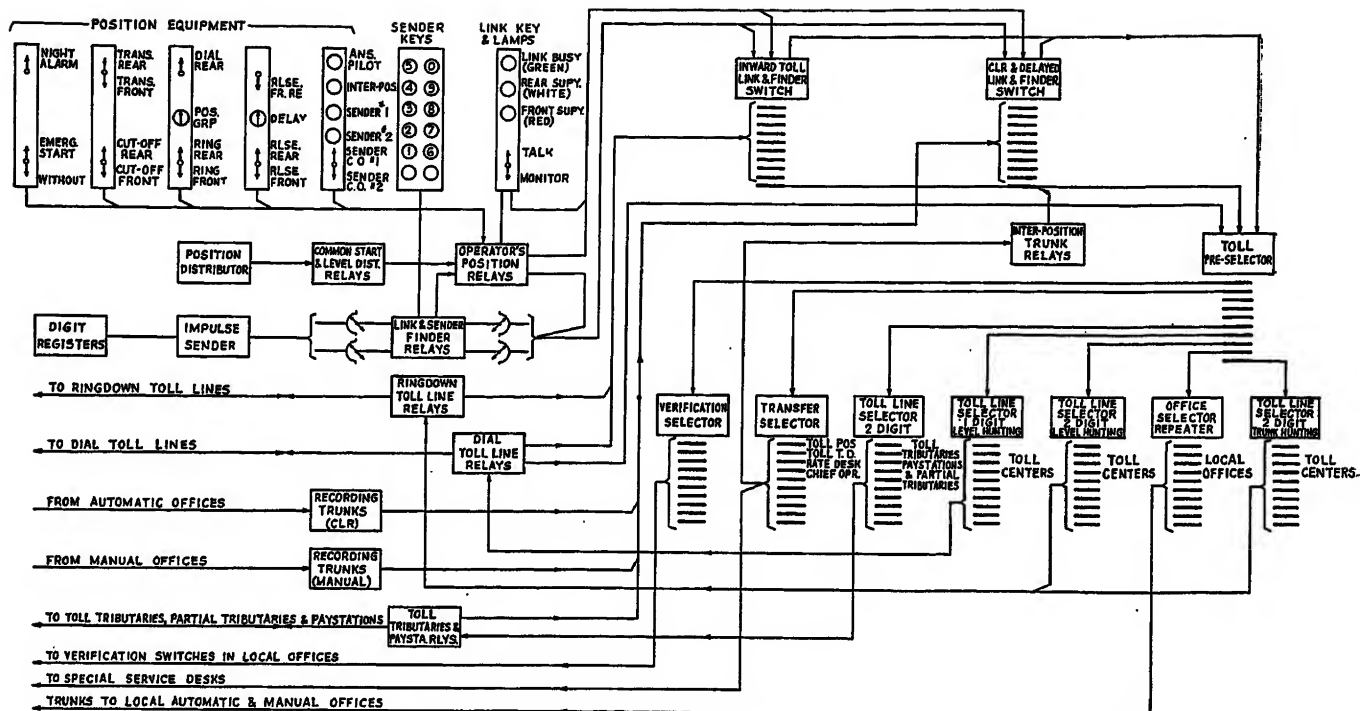 POSITION EQUIPMENT
NIGHT
ALARM
EMERG.
START
WITHOUT
TRANS.
REAR
TRANS.
FRONT
CUT-OFF
REAR
CUT-OFF
FRONT
DIAL
REAR
POS.
GRP
RING
REAR
RING
FRONT
RLSE.
FR. RE
DELAY
RLSE.
REAR
RLSE
FRONT
ANS.
PILOT
INTER-POS.
SENDER #1
SENDER #2
SENDER
C O #1
SENDER
C.O. #2
SENDER
KEYS
5 0
4 9
3 8
2 7
1 6
LINK KEY
& LAMPS
LINK BUSY
(GREEN)
REAR SUPY.
(WHITE)
FRONT SUPY.
(RED)
TALK
MONITOR
INWARD TOLL
LINK & FINDER
SWITCH
CLR & DELAYED
LINK & FINDER
SWITCH
POSITION
DISTRIBUTOR
COMMON START
& LEVEL DIST.
RELAYS
OPERATOR'S
POSITION
RELAYS
INTER-POSITION
TRUNK
RELAYS
TOLL
PRE-SELECTOR
DIGIT
REGISTERS
IMPULSE
SENDER
LINK & SENDER
FINDER
RELAYS
TO RINGDOWN TOLL LINES
RINGDOWN
TOLL LINE
RELAYS
TO DIAL TOLL LINES
DIAL
TOLL LINE
RELAYS
VERIFICATION
SELECTOR
TRANSFER
SELECTOR
TOLL POS
TOLL T.D.
RATE DESK
CHIEF OPR.
TOLL LINE
SELECTOR
2 DIGIT
TOLL
TRIBUTARIES
PAYSTATIONS
& PARTIAL
TRIBUTARIES
TOLL LINE
SELECTOR
1 DIGIT
LEVEL HUNTING
TOLL
CENTERS
TOLL LINE
SELECTOR
DIGIT
LEVEL HUNTING
TOLL
CENTERS
OFFICE
SELECTOR
REPEATER
LOCAL
OFFICES
TOLL LINE
SELECTOR
2 DIGIT
TRUNK HUNTING
TOLL
CENTERS
FROM AUTOMATIC OFFICES
RECORDING
TRUNKS
(CLR)
FROM MANUAL OFFICES
RECORDING
TRUNKS
(MANUAL)
TO TOLL TRIBUTARIES, PARTIAL TRIBUTARIES & PAYSTATIONS
TOLL
TRIBUTARIES &
PAYSTA. RLYS.
TO VERIFICATION SWITCHES IN LOCAL OFFICES
TO SPECIAL SERVICE DESKS
TRUNKS TO LOCAL AUTOMATIC & MANUAL OFFICES